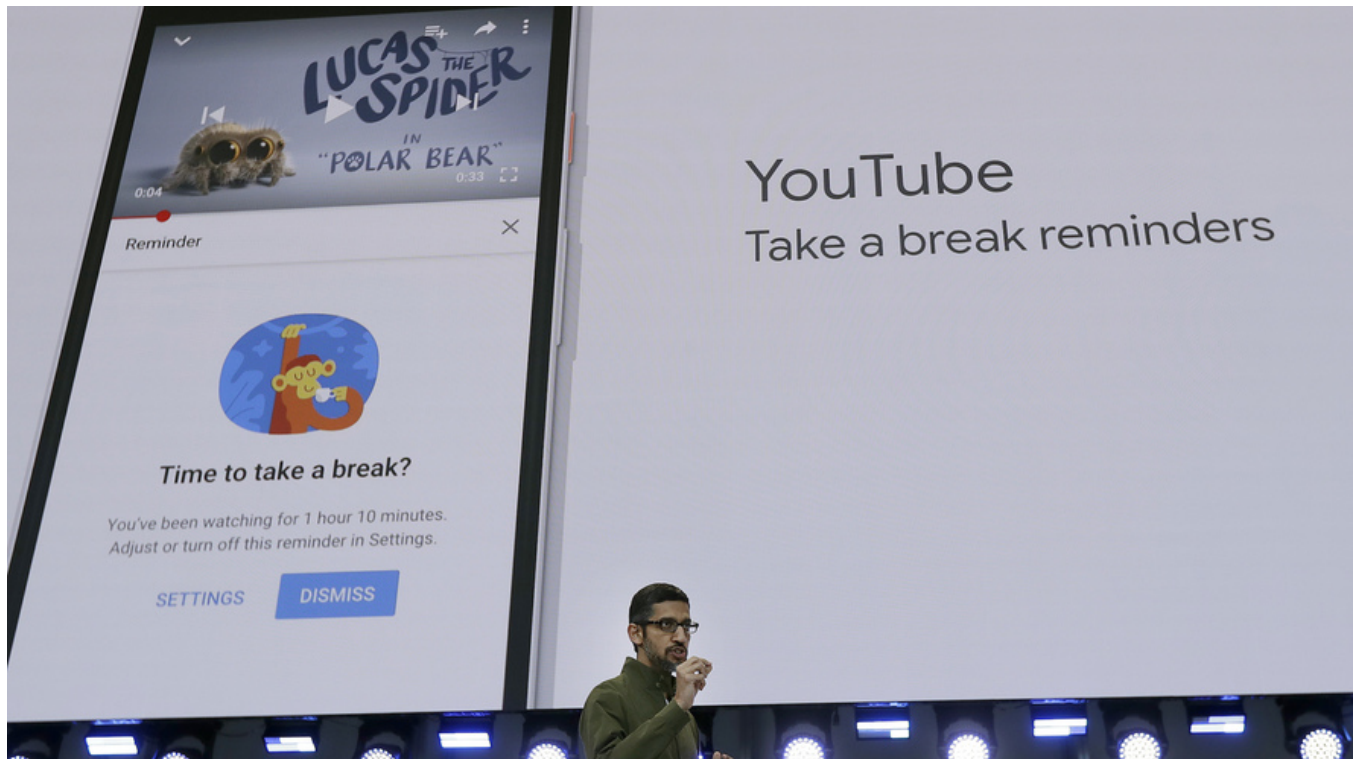 LUCAS
THE
SPIDER
IN
"POLAR BEAR"
0:04
0:33
Reminder
Time to take a break?
You've been watching for 1 hour 10 minutes.
Adjust or turn off this reminder in Settings.
SETTINGS
DISMISS
YouTube
Take a break reminders